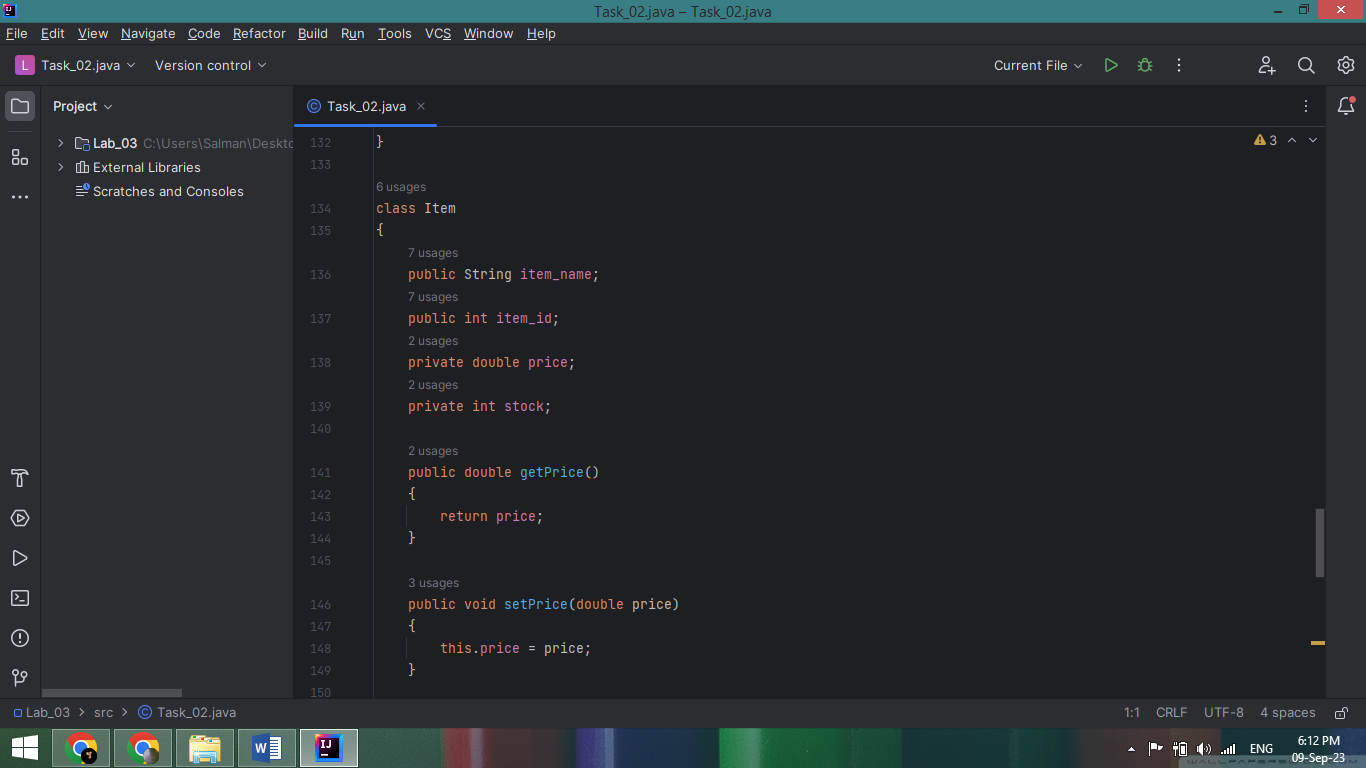 Task_02.java – Task_02.java
File Edit View Navigate Code Refactor Build Run Tools VCS Window Help
L Task_02.java Version control Current File
Project
Task_02.java
Lab_03 C:\Users\Salman\Deskto
External Libraries
Scratches and Consoles
132 }
3
133
6 usages
134 class Item
135 {
7 usages
136 public String item_name;
7 usages
137 public int item_id;
2 usages
138 private double price;
2 usages
139 private int stock;
140
2 usages
141 public double getPrice()
142 {
143 return price;
144 }
145
3 usages
146 public void setPrice(double price)
147 {
148 this.price = price;
149 }
150
Lab_03 > src > Task_02.java 1:1 CRLF UTF-8 4 spaces
ENG
6:12 PM
09-Sep-23